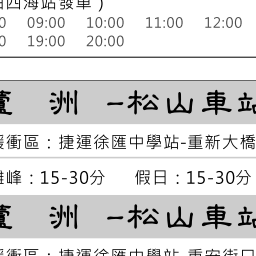 四海站發車）
0 09:00 10:00 11:00 12:00
0 19:00 20:00
蘆 洲 -松山車站
緩衝區：捷運徐匯中學站-重新大橋
離峰：15-30分 假日：15-30分
蘆 洲 -松山車站
緩衝區：捷運徐匯中學站-重安街口